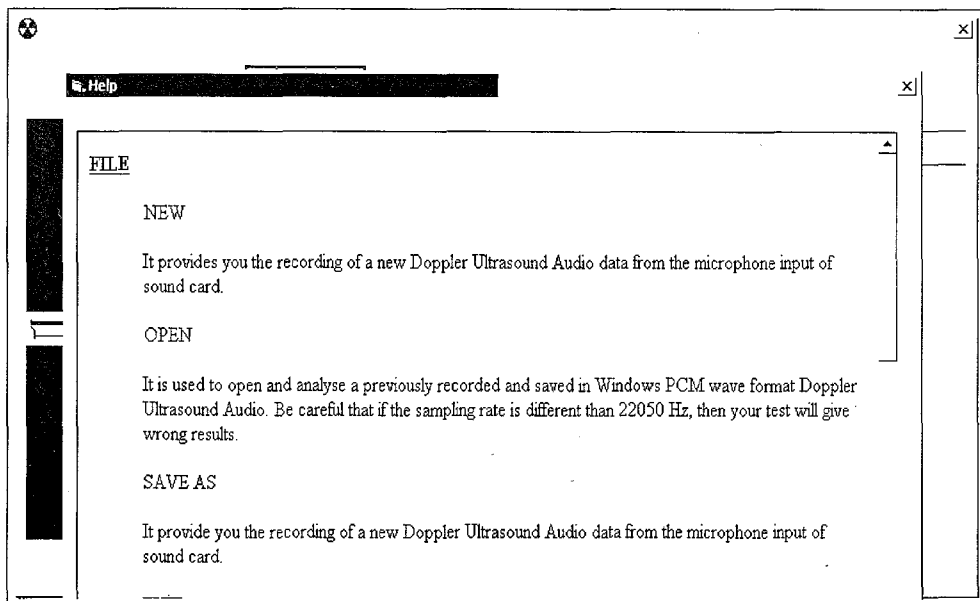 Help
FILE
NEW
It provides you the recording of a new Doppler Ultrasound Audio data from the microphone input of
sound card.
OPEN
It is used to open and analyse a previously recorded and saved in Windows PCM wave format Doppler
Ultrasound Audio. Be careful that if the sampling rate is different than 22050 Hz, then your test will give
wrong results.
SAVE AS
It provide you the recording of a new Doppler Ultrasound Audio data from the microphone input of
sound card.